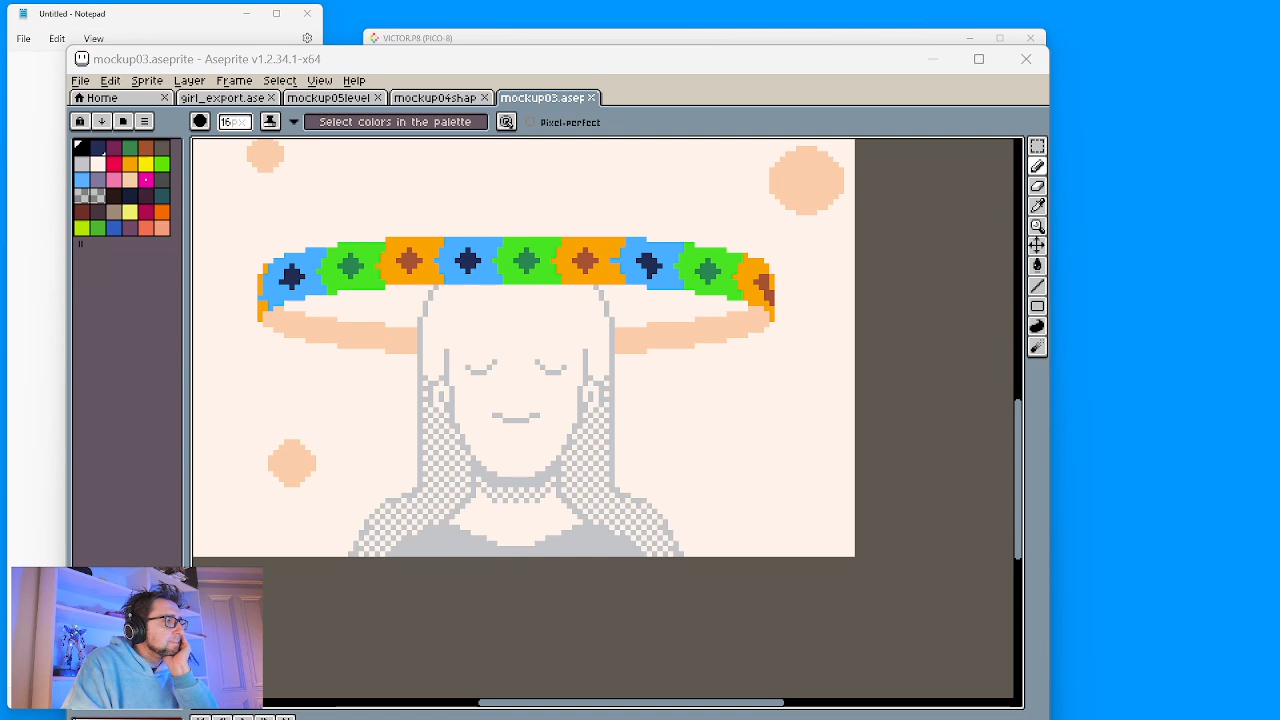 Untitled - Notepad
File Edit View
VICTOR.P8 (PICO-8)
mockup03.aseprite - Aseprite v1.2.34.1-x64
File Edit Sprite Layer Frame Select View Help
Home girl_export.ase mockup05level mockup04shap mockup03.asep
16px Select colors in the palette Pixel-perfect